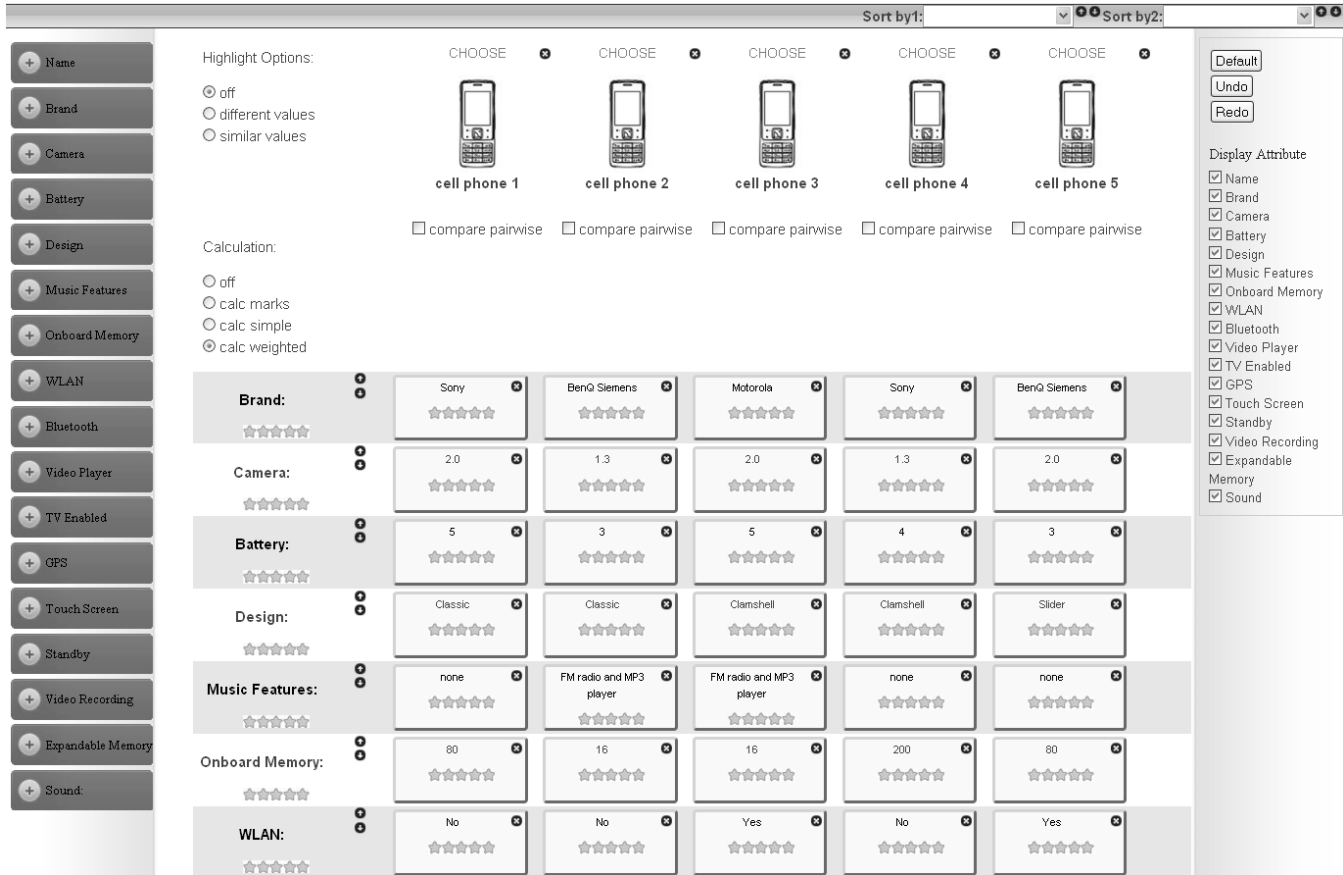 Sort by1:
Sort by2:
Name
Brand
Camera
Battery
Design
Music Features
Onboard Memory
WLAN
Bluetooth
Video Player
TV Enabled
GPS
Touch Screen
Standby
Video Recording
Expandable Memory
Sound:
Highlight Options:
off
different values
similar values
CHOOSE CHOOSE CHOOSE CHOOSE CHOOSE
cell phone 1 cell phone 2 cell phone 3 cell phone 4 cell phone 5
compare pairwise compare pairwise compare pairwise compare pairwise compare pairwise
Calculation:
off
calc marks
calc simple
calc weighted
Brand: Sony BenQ Siemens Motorola Sony BenQ Siemens
Camera: 2.0 1.3 2.0 1.3 2.0
Battery: 5 3 5 4 3
Design: Classic Classic Clamshell Clamshell Slider
Music Features: none FM radio and MP3 player FM radio and MP3 player none none
Onboard Memory: 80 16 16 200 80
WLAN: No No Yes No Yes
Default
Undo
Redo
Display Attribute
Name
Brand
Camera
Battery
Design
Music Features
Onboard Memory
WLAN
Bluetooth
Video Player
TV Enabled
GPS
Touch Screen
Standby
Video Recording
Expandable
Memory
Sound